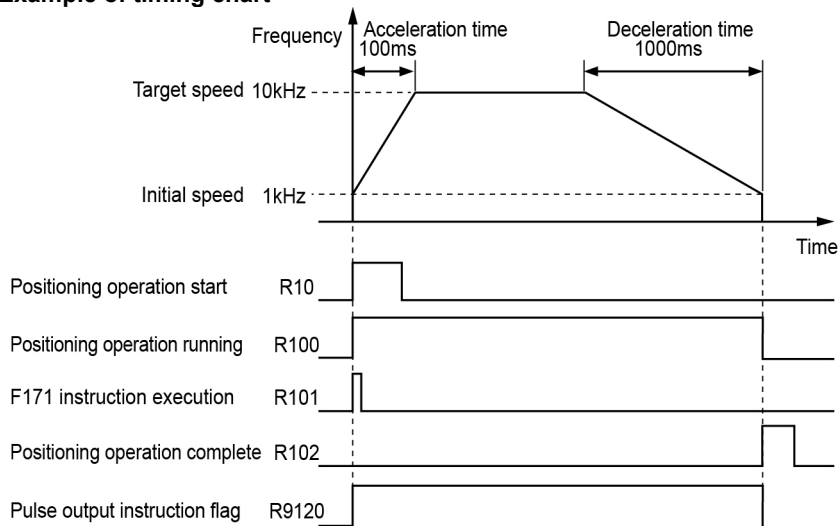 Example of timing chart
Frequency
Acceleration time
100ms
Deceleration time
1000ms
Target speed 10kHz
Initial speed 1kHz
Time
Positioning operation start R10
Positioning operation running R100
F171 instruction execution R101
Positioning operation complete R102
Pulse output instruction flag R9120